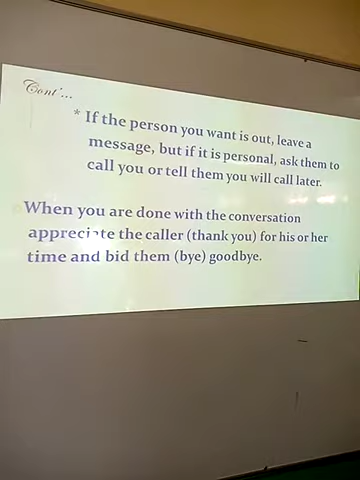 Cont'...
* If the person you want is out, leave a
message, but if it is personal, ask them to
call you or tell them you will call later.
When you are done with the conversation
appreciate the caller (thank you) for his or her
time and bid them (bye) goodbye.